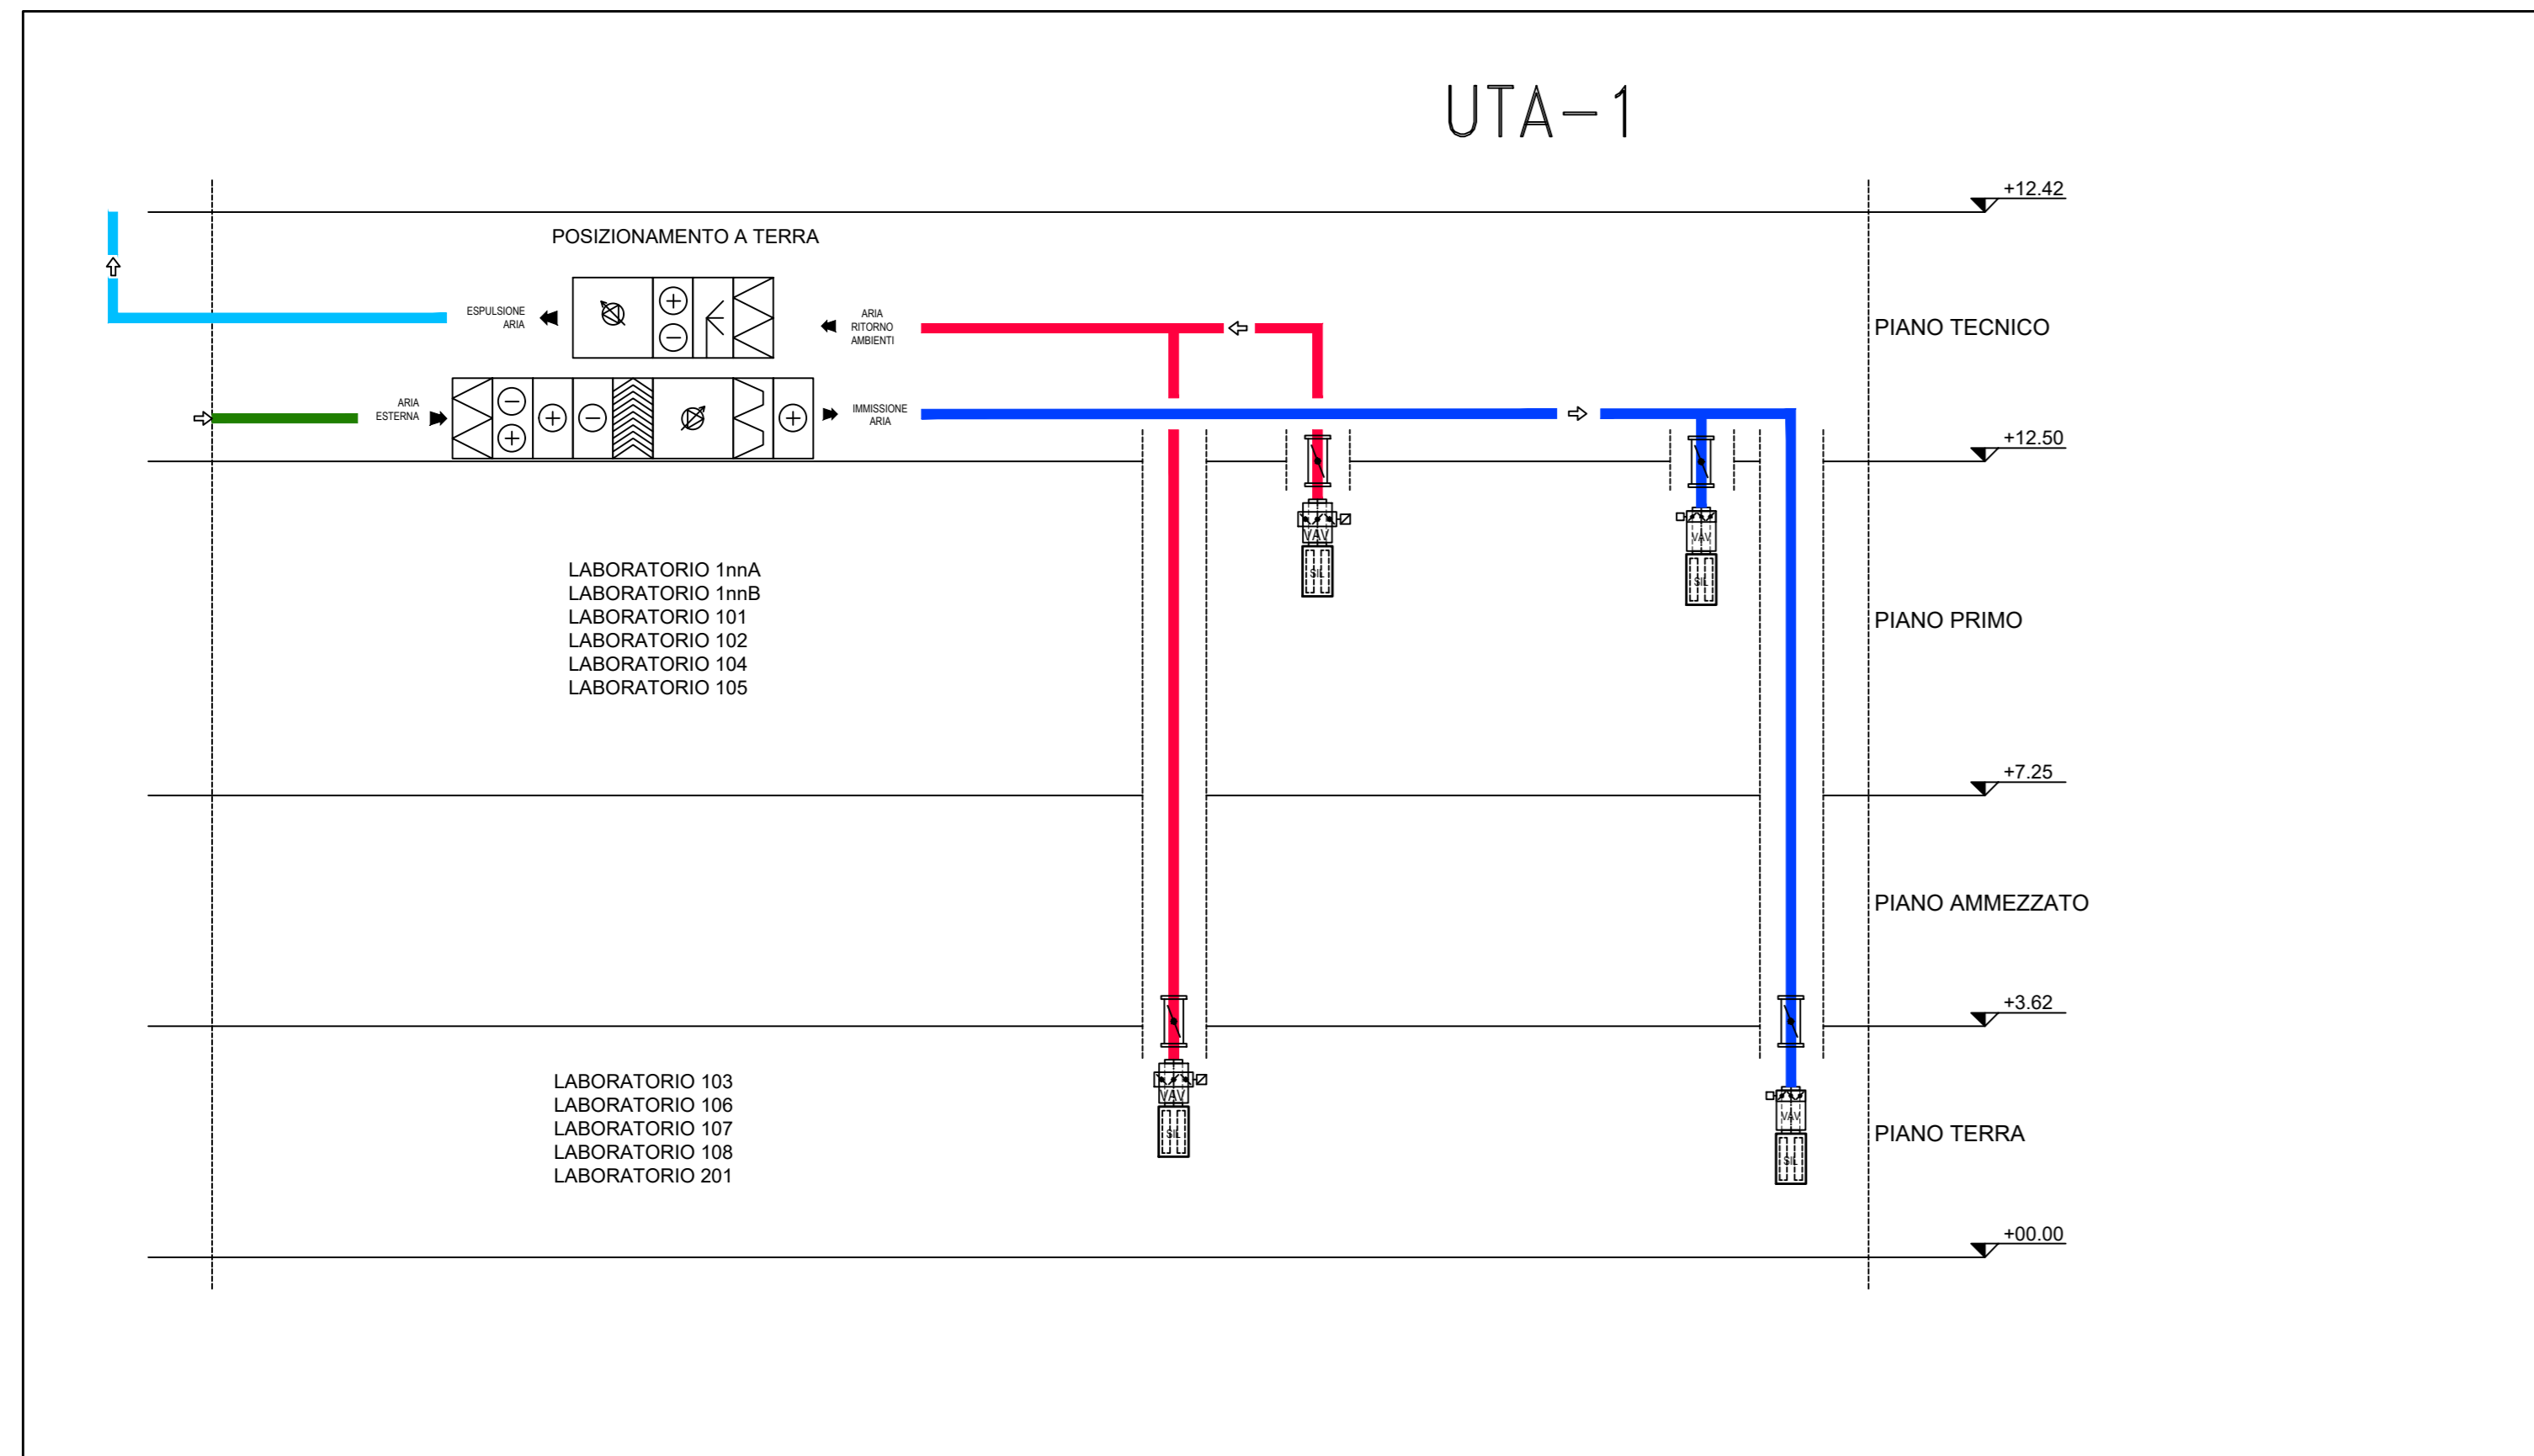 UTA-1
+12.42
POSIZIONAMENTO A TERRA
ESPULSIONE
ARIA
ARIA
RITORNO
AMBIENTI
PIANO TECNICO
ARIA
ESTERNA
IMMISSIONE
ARIA
+12.50
VAV
SIL
VAV
SIL
LABORATORIO 1nnA
LABORATORIO 1nnB
LABORATORIO 101
LABORATORIO 102
LABORATORIO 104
LABORATORIO 105
PIANO PRIMO
+7.25
PIANO AMMEZZATO
+3.62
LABORATORIO 103
LABORATORIO 106
LABORATORIO 107
LABORATORIO 108
LABORATORIO 201
VAV
SIL
VAV
SIL
PIANO TERRA
+00.00